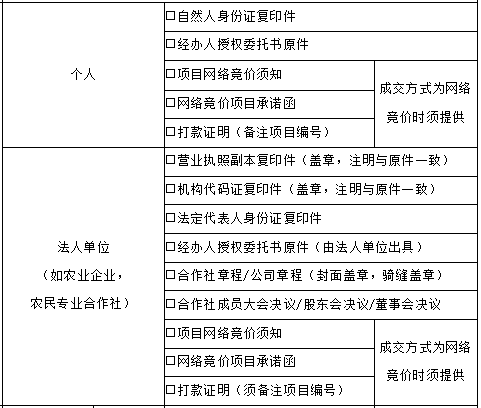 个人
□自然人身份证复印件
□经办人授权委托书原件
□项目网络竞价须知
□网络竞价项目承诺函
□打款证明（备注项目编号）
成交方式为网络
竞价时须提供
法人单位
（如农业企业，
农民专业合作社）
□营业执照副本复印件（盖章，注明与原件一致）
□机构代码证复印件（盖章，注明与原件一致）
□法定代表人身份证复印件
□经办人授权委托书原件（由法人单位出具）
□合作社章程/公司章程（封面盖章，骑缝盖章）
□合作社成员大会决议/股东会决议/董事会决议
□项目网络竞价须知
□网络竞价项目承诺函
□打款证明（须备注项目编号）
成交方式为网络
竞价时须提供